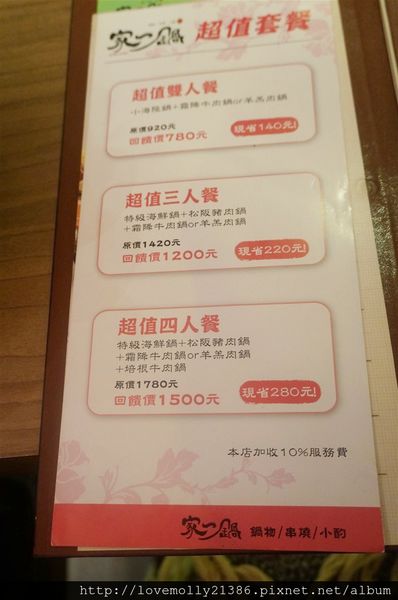 家一鍋 超值套餐
超值雙人餐
小海陸鍋+霜降牛肉鍋or羊羔肉鍋
原價920元
回饋價780元
現省140元!
超值三人餐
特級海鮮鍋+松阪豬肉鍋
+霜降牛肉鍋or羊羔肉鍋
原價1420元
回饋價1200元
現省220元!
超值四人餐
特級海鮮鍋+松阪豬肉鍋
+霜降牛肉鍋or羊羔肉鍋
+培根牛肉鍋
原價1780元
回饋價1500元
現省280元!
本店加收10%服務費
家一鍋 鍋物/串燒/小酌
http://lovemolly21386.pixnet.net/album